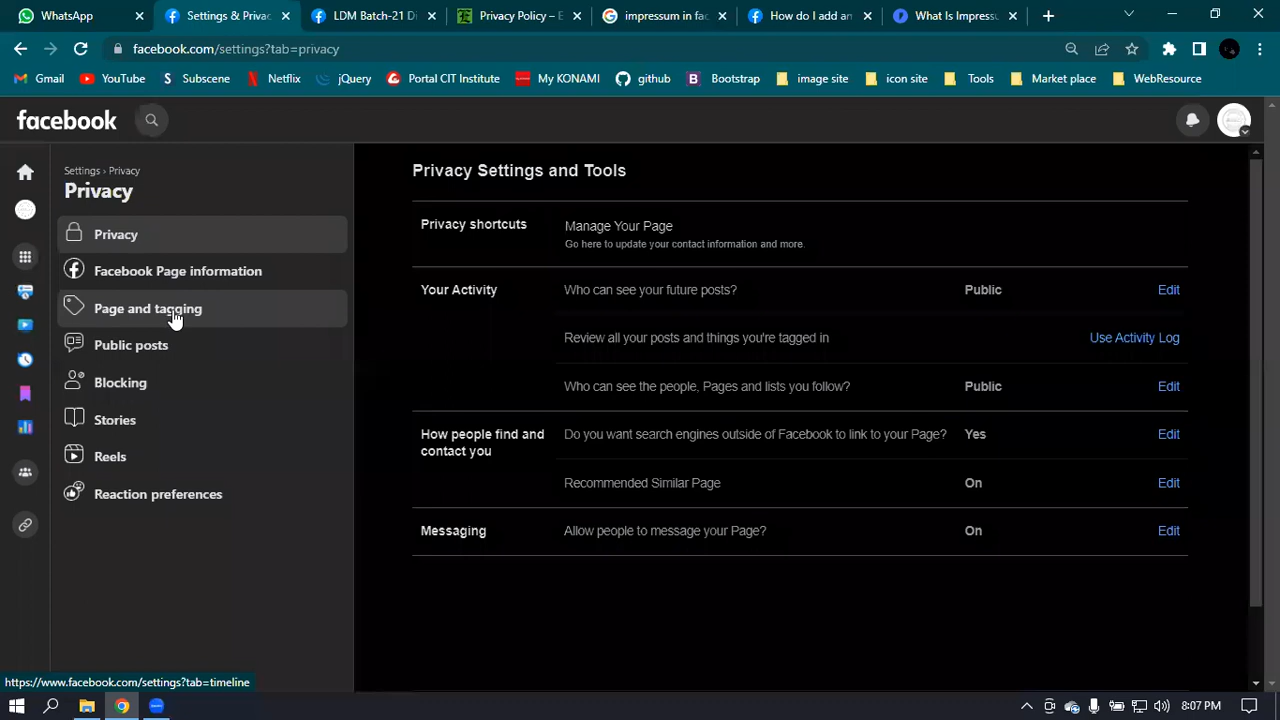 WhatsApp
Settings & Privac
LDM Batch-21 Di
Privacy Policy – E
impressum in fac
How do I add an
What Is Impressu
facebook.com/settings?tab=privacy
Gmail YouTube Subscene Netflix jQuery Portal CIT Institute My KONAMI github Bootstrap image site icon site Tools Market place WebResource
facebook
Settings › Privacy
Privacy
Privacy
Facebook Page information
Page and tagging
Public posts
Blocking
Stories
Reels
Reaction preferences
Privacy Settings and Tools
Privacy shortcuts
Manage Your Page
Go here to update your contact information and more.
Your Activity
Who can see your future posts? Public Edit
Review all your posts and things you're tagged in Use Activity Log
Who can see the people, Pages and lists you follow? Public Edit
How people find and
contact you
Do you want search engines outside of Facebook to link to your Page? Yes Edit
Recommended Similar Page On Edit
Messaging
Allow people to message your Page? On Edit
https://www.facebook.com/settings?tab=timeline
8:07 PM